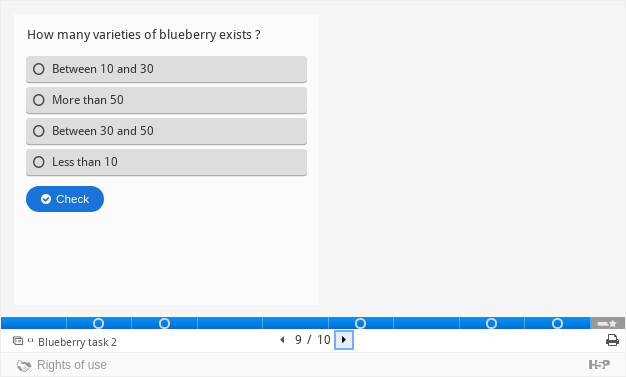 How many varieties of blueberry exists ?
Between 10 and 30
More than 50
Between 30 and 50
Less than 10
Check
Blueberry task 2
9 / 10
Rights of use
H5P